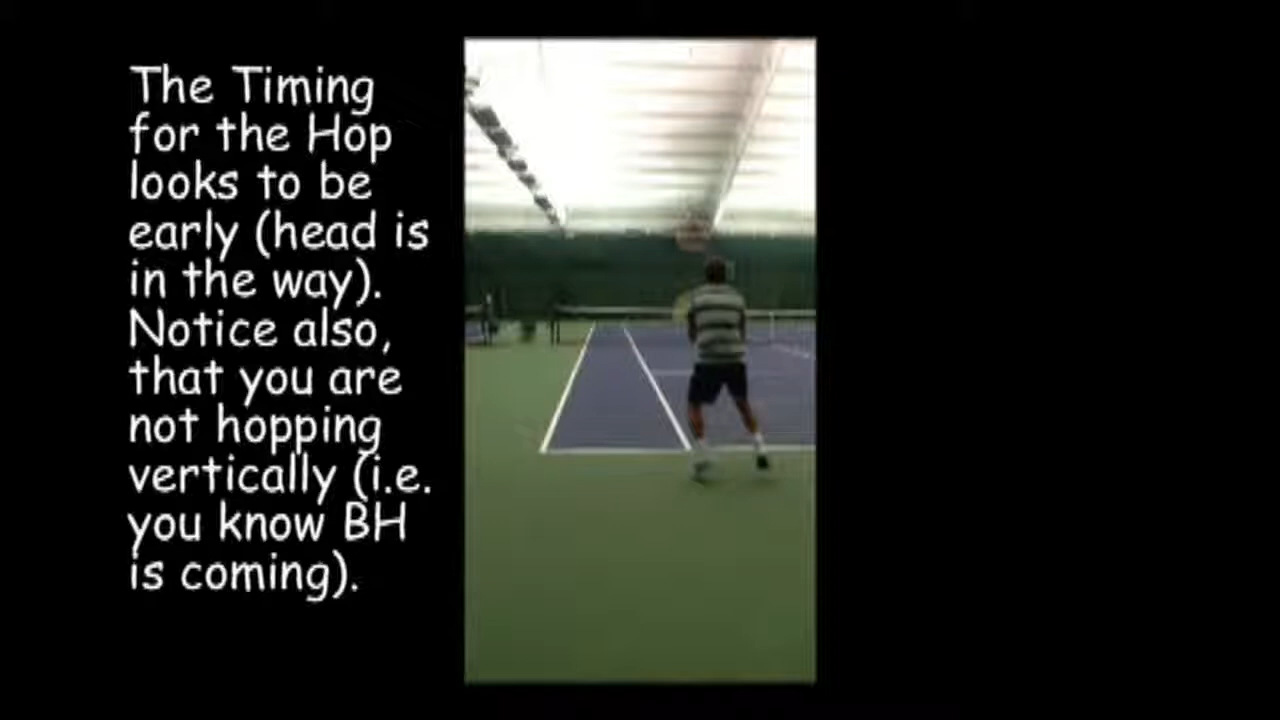 The Timing
for the Hop
looks to be
early (head is
in the way).
Notice also,
that you are
not hopping
vertically (i.e.
you know BH
is coming).